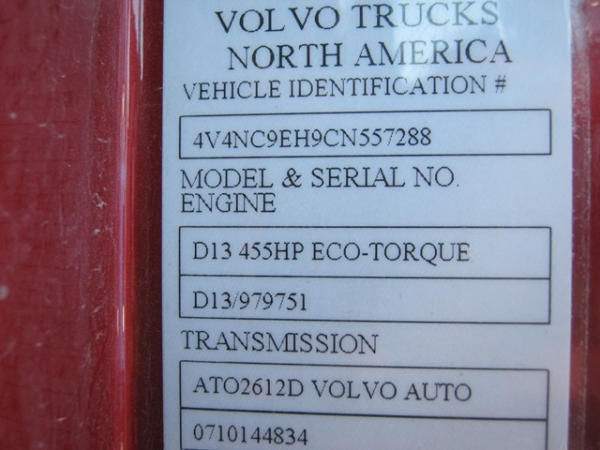 VOLVO TRUCKS
NORTH AMERICA
VEHICLE IDENTIFICATION #
4V4NC9EH9CN557288
MODEL & SERIAL NO.
ENGINE
D13 455HP ECO-TORQUE
D13/979751
TRANSMISSION
ATO2612D VOLVO AUTO
0710144834